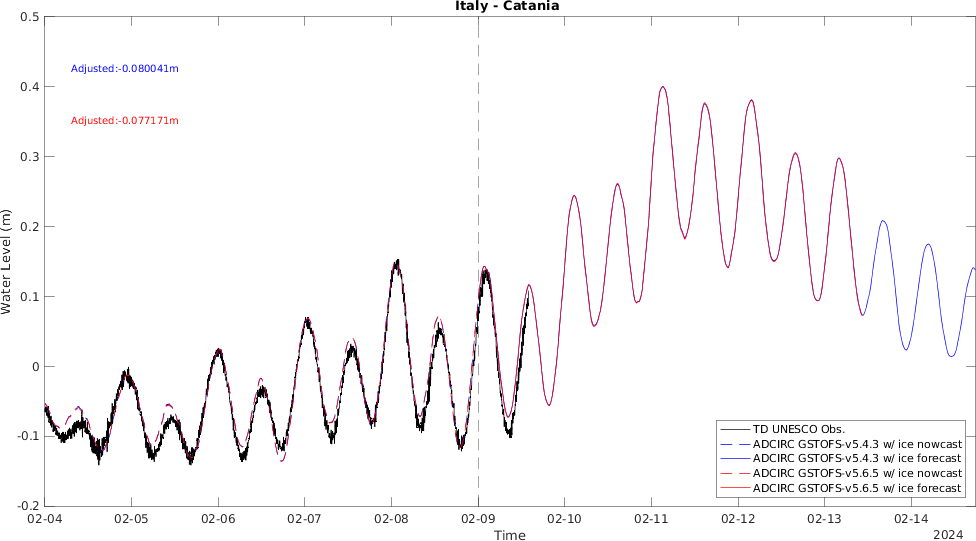 Italy - Catania
0.5
0.4
0.3
0.2
0.1
0
-0.1
-0.2
Water Level (m)
Adjusted:-0.080041m
Adjusted:-0.077171m
TD UNESCO Obs.
ADCIRC GSTOFS-v5.4.3 w/ ice nowcast
ADCIRC GSTOFS-v5.4.3 w/ ice forecast
ADCIRC GSTOFS-v5.6.5 w/ ice nowcast
ADCIRC GSTOFS-v5.6.5 w/ ice forecast
02-04 02-05 02-06 02-07 02-08 02-09 02-10 02-11 02-12 02-13 02-14
Time
2024